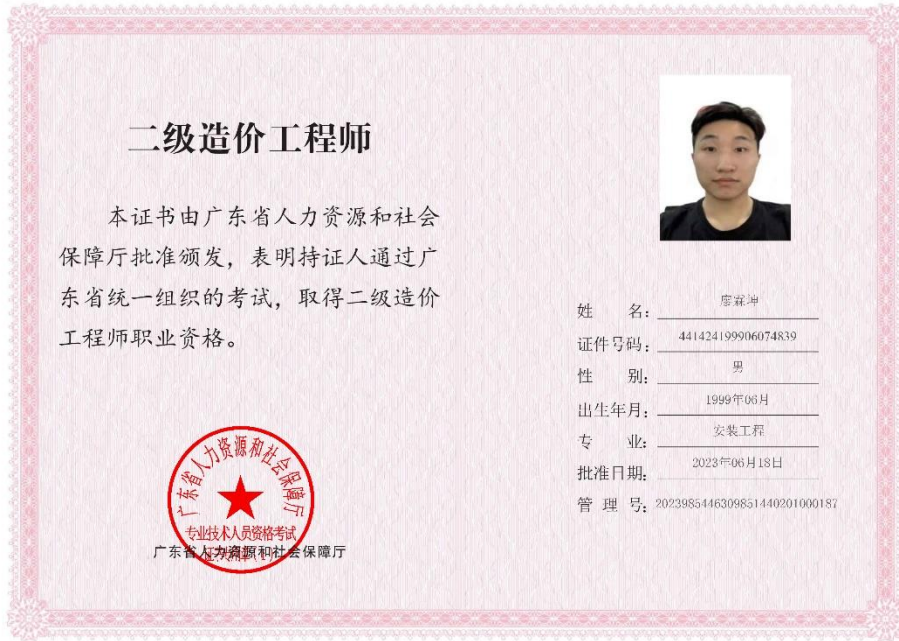 二级造价工程师
本证书由广东省人力资源和社会
保障厅批准颁发，表明持证人通过广
东省统一组织的考试，取得二级造价
工程师职业资格。
广东省人力资源和社会保障厅
专业技术人员资格考试
广东省人力资源和社会保障厅
姓 名：廖霖坤
证件号码：441424199906074839
性 别：男
出生年月：1999年06月
专 业：安装工程
批准日期：2023年06月18日
管 理 号：20239854463098514402010001​87